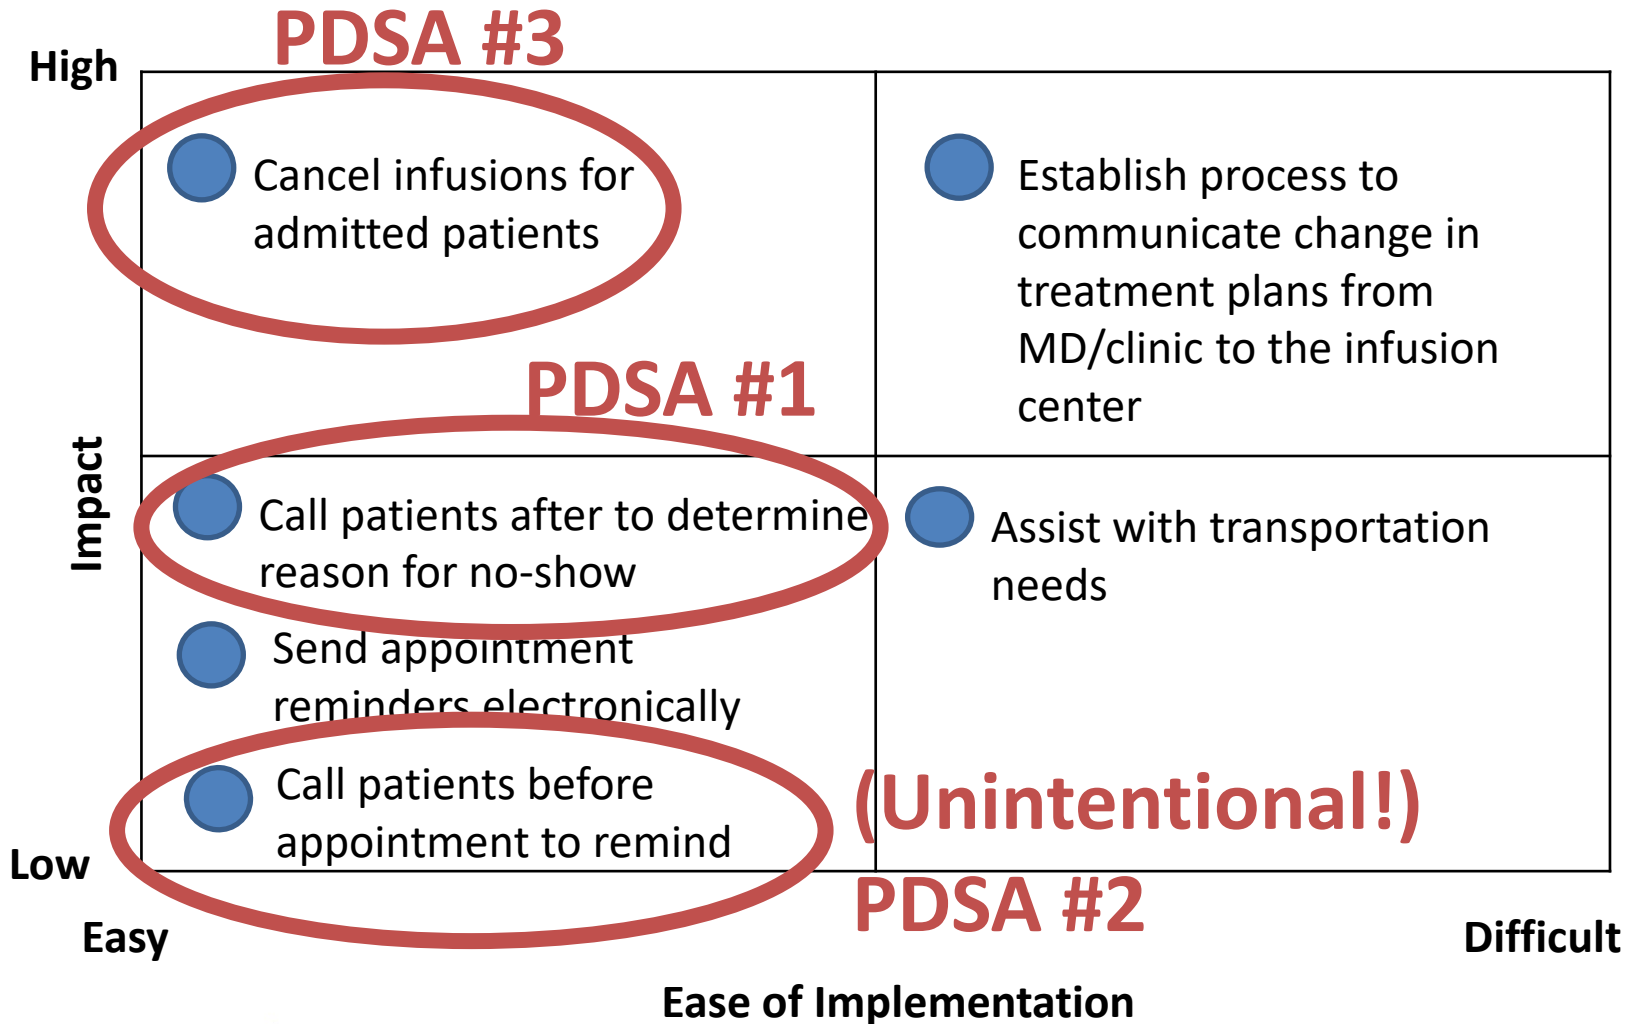 PDSA #3
High
Cancel infusions for
admitted patients
Establish process to
communicate change in
treatment plans from
MD/clinic to the infusion
center
PDSA #1
Impact
Call patients after to determine
reason for no-show
Assist with transportation
needs
Send appointment
reminders electronically
Call patients before
appointment to remind
(Unintentional!)
PDSA #2
Low
Easy
Difficult
Ease of Implementation